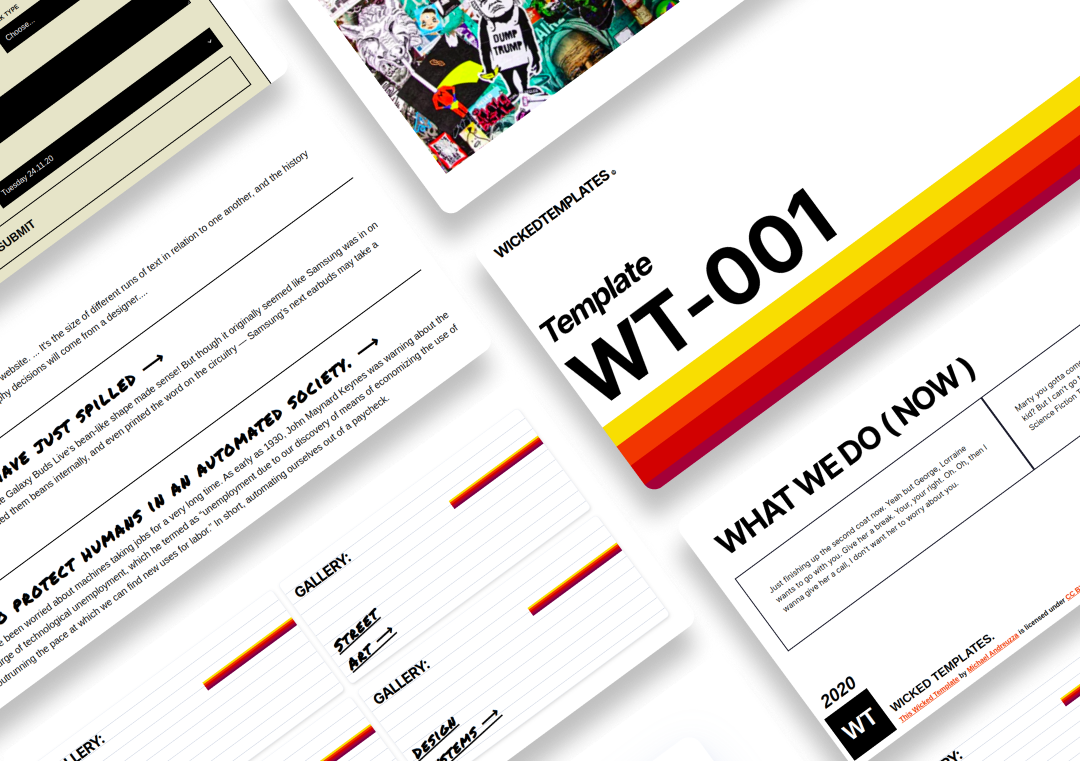 K TYPE
Choose...
Tuesday 24.11.20
SUBMIT
website. ... It's the size of different runs of text in relation to one another, and the history
phy decisions will come from a designer....
HAVE JUST SPILLED →
Galaxy Buds Live's bean-like shape made sense! But though it originally seemed like Samsung was in on
ed them beans internally, and even printed the word on the circuitry — Samsung's next earbuds may take a
PROTECT HUMANS IN AN AUTOMATED SOCIETY. →
been worried about machines taking jobs for a very long time. As early as 1930, John Maynard Keynes was warning about the
of technological unemployment, which he termed as "unemployment due to our discovery of means of economizing the use of
outrunning the pace at which we can find new uses for labor." In short, automating ourselves out of a paycheck.
LLERY:
GALLERY:
STREET
ART →
GALLERY:
DESIGN
STEMS →
DUMP
TRUMP
WICKEDTEMPLATES.®
Template
WT-001
WHAT WE DO ( NOW )
Just finishing up the second coat now. Yeah but George, Lorraine
wants to go with you. Give her a break. Your, your right. Oh. Oh, then I
wanna give her a call, I don't want her to worry about you.
Marty you gotta come
kid? But I can't go t
Science Fiction T
2020
WT
WICKED TEMPLATES.
This Wicked Template by Michael Andreuzza is licensed under CC B
RY: